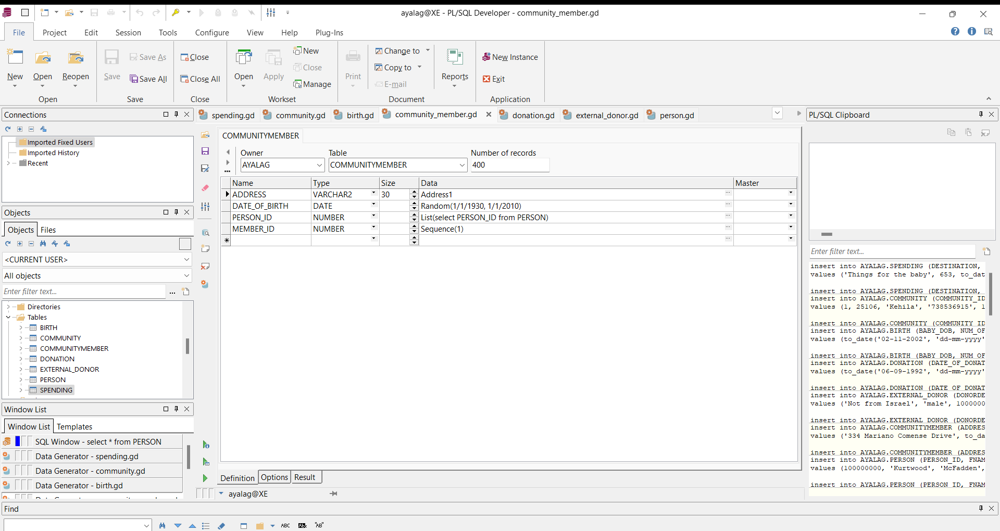 ayalag@XE - PL/SQL Developer - community_member.gd
File Project Edit Session Tools Configure View Help Plug-Ins
New Open Reopen
Open
Save Save As Save All
Save
Close
Close All
Close
Open Apply New Close Manage
Workset
Print Change to Copy to E-mail Reports
Document
New Instance
Exit
Application
Connections
Imported Fixed Users
Imported History
Recent
Objects
Objects Files
<CURRENT USER>
All objects
Enter filter text...
Directories
Tables
BIRTH
COMMUNITY
COMMUNITYMEMBER
DONATION
EXTERNAL_DONOR
PERSON
SPENDING
Window List
Window List Templates
SQL Window - select * from PERSON
Data Generator - spending.gd
Data Generator - community.gd
Data Generator - birth.gd
spending.gd community.gd birth.gd community_member.gd donation.gd external_donor.gd person.gd
COMMUNITYMEMBER
Owner Table Number of records
AYALAG COMMUNITYMEMBER 400
Name Type Size Data Master
ADDRESS VARCHAR2 30 Address1
DATE_OF_BIRTH DATE Random(1/1/1930, 1/1/2010)
PERSON_ID NUMBER List(select PERSON_ID from PERSON)
MEMBER_ID NUMBER Sequence(1)
Definition Options Result
ayalag@XE
PL/SQL Clipboard
Enter filter text...
insert into AYALAG.SPENDING (DESTINATION,
values ('Things for the baby', 653, to_dat
insert into AYALAG.SPENDING (DESTINATION,
insert into AYALAG.COMMUNITY (COMMUNITY_ID
values (1, 25106, 'Kehila', '738536915', 1
insert into AYALAG.COMMUNITY (COMMUNITY_ID
insert into AYALAG.BIRTH (BABY_DOB, NUM_OF
values (to_date('02-11-2002', 'dd-mm-yyyy'
insert into AYALAG.BIRTH (BABY_DOB, NUM_OF
insert into AYALAG.DONATION (DATE_OF_DONAT
values (to_date('06-09-1992', 'dd-mm-yyyy'
insert into AYALAG.DONATION (DATE_OF_DONAT
insert into AYALAG.EXTERNAL_DONOR (DONORDE
values ('Not from Israel', 'male', 1000000
insert into AYALAG.EXTERNAL_DONOR (DONORDE
insert into AYALAG.COMMUNITYMEMBER (ADDRES
values ('334 Mariano Comense Drive', to_da
insert into AYALAG.COMMUNITYMEMBER (ADDRES
insert into AYALAG.PERSON (PERSON_ID, FNAM
values (100000000, 'Kurtwood', 'McFadden',
insert into AYALAG.PERSON (PERSON_ID, FNAM
Find
ABC "AB"